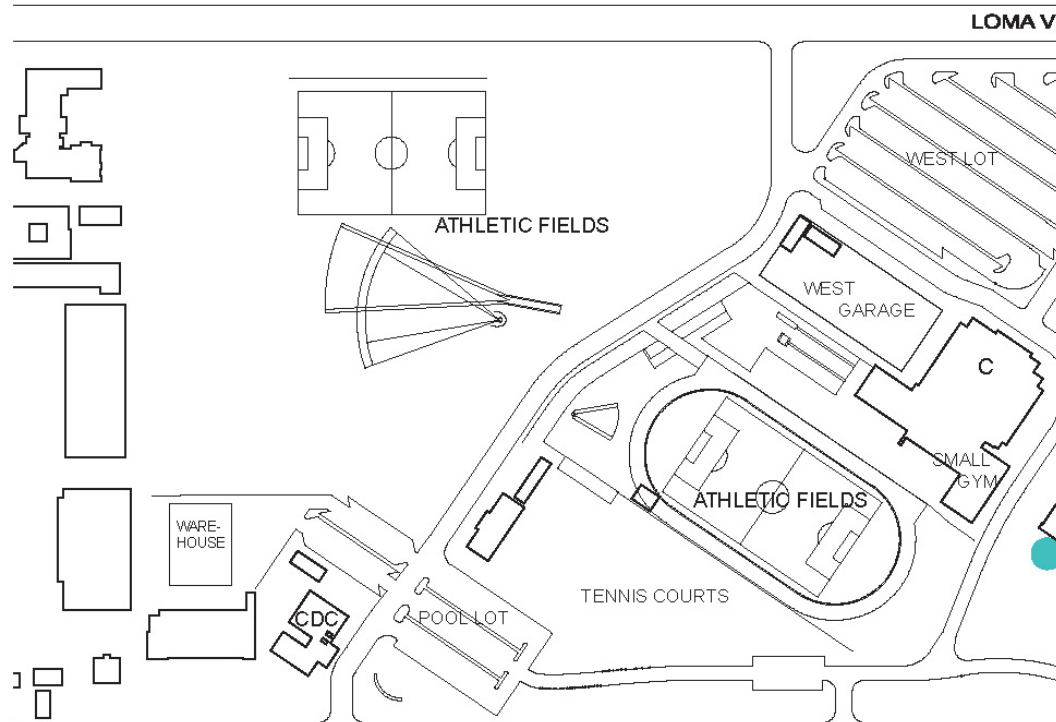 LOMA V
WEST LOT
ATHLETIC FIELDS
WEST
GARAGE
C
SMALL
GYM
ATHLETIC FIELDS
WARE-
HOUSE
TENNIS COURTS
CDC
POOL LOT